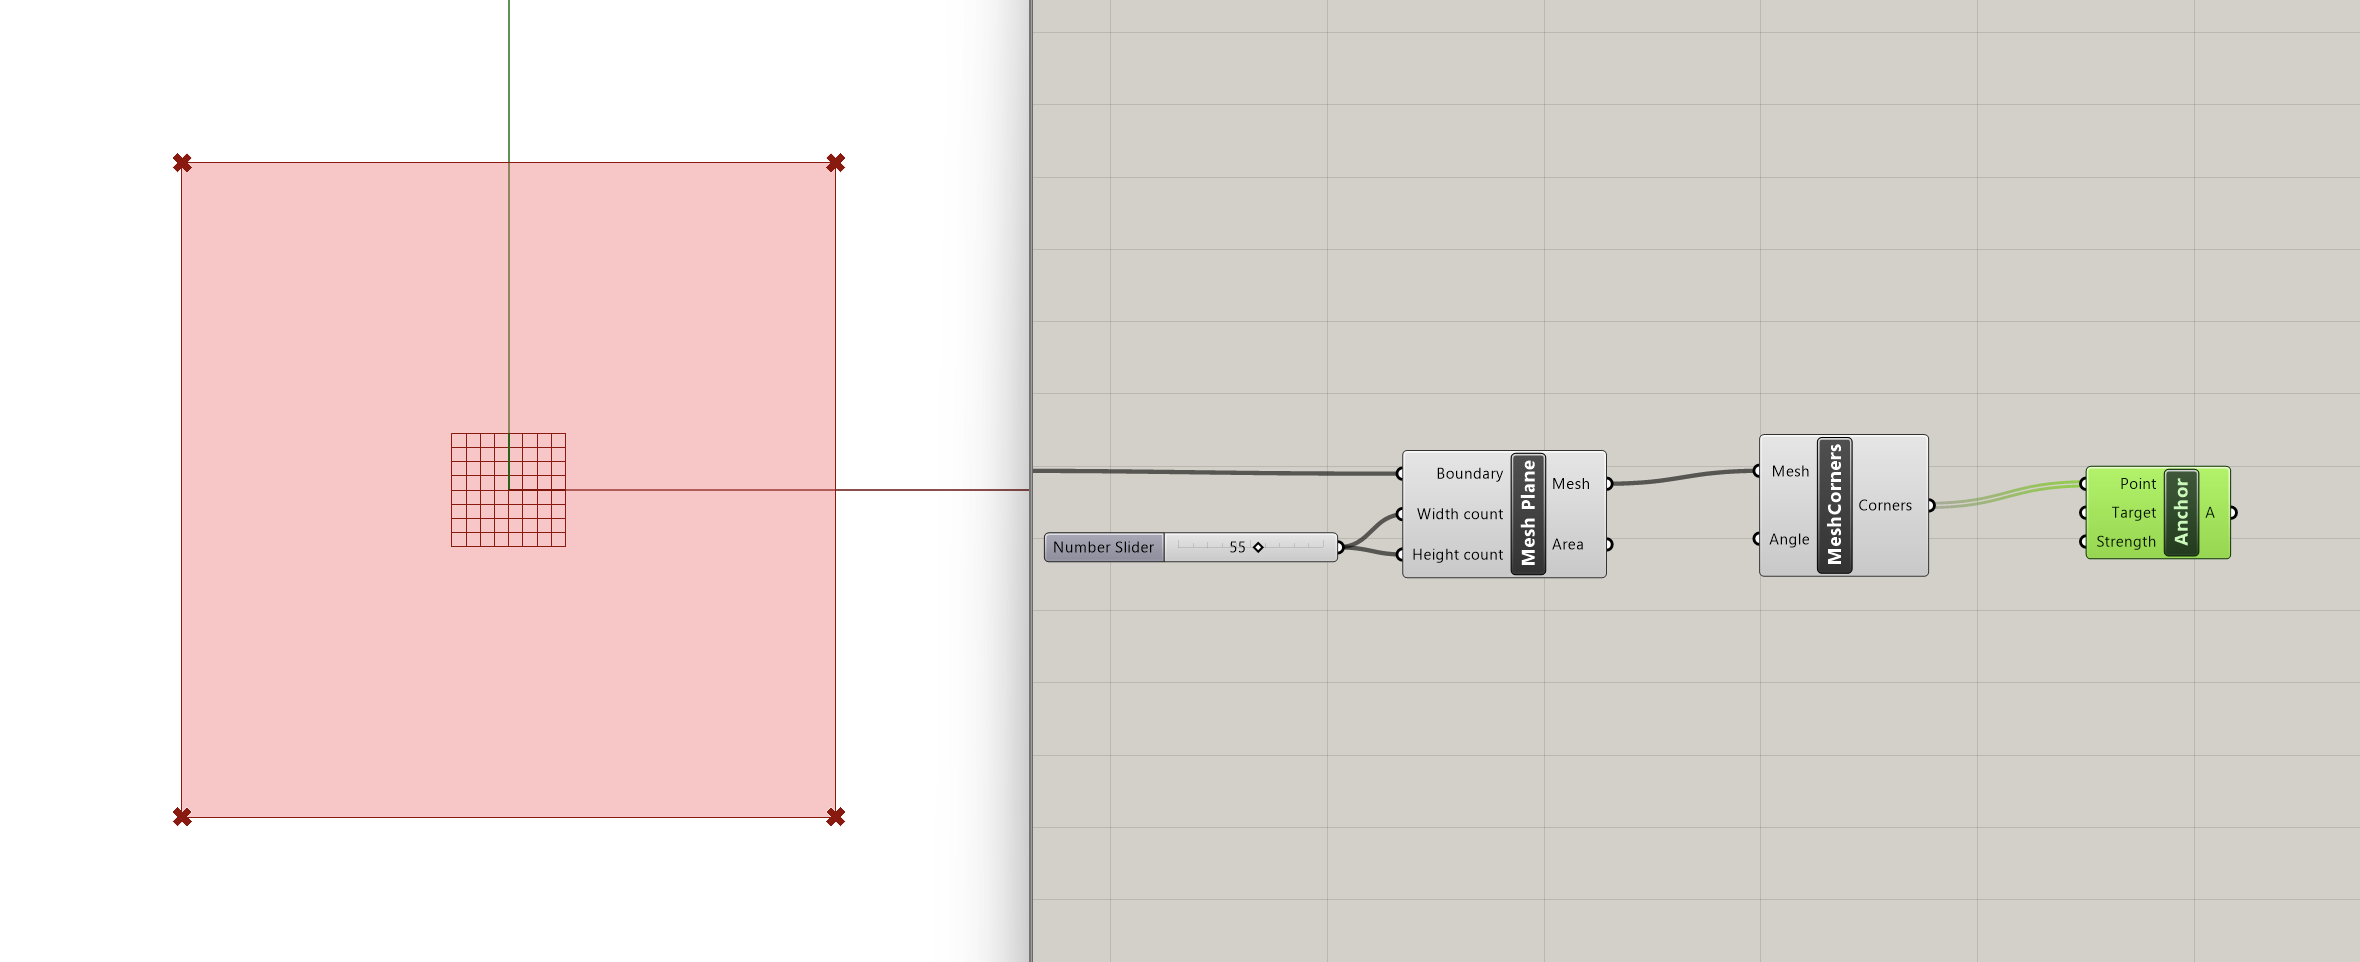 Number Slider
55
Boundary
Width count
Height count
Mesh Plane
Mesh
Area
Mesh
Angle
MeshCorners
Corners
Point
Target
Strength
Anchor
A